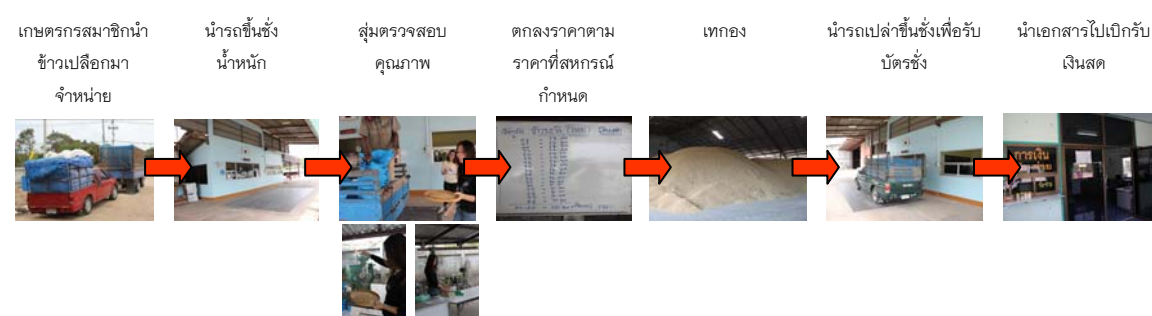 เกษตรกรสมาชิกนำ
ข้าวเปลือกมา
จำหน่าย
นำรถขึ้นชั่ง
น้ำหนัก
สุ่มตรวจสอบ
คุณภาพ
ตกลงราคาตาม
ราคาที่สหกรณ์
กำหนด
เทกอง
นำรถเปล่าขึ้นชั่งเพื่อรับ
บัตรชั่ง
นำเอกสารไปเบิกรับ
เงินสด
การเงิน